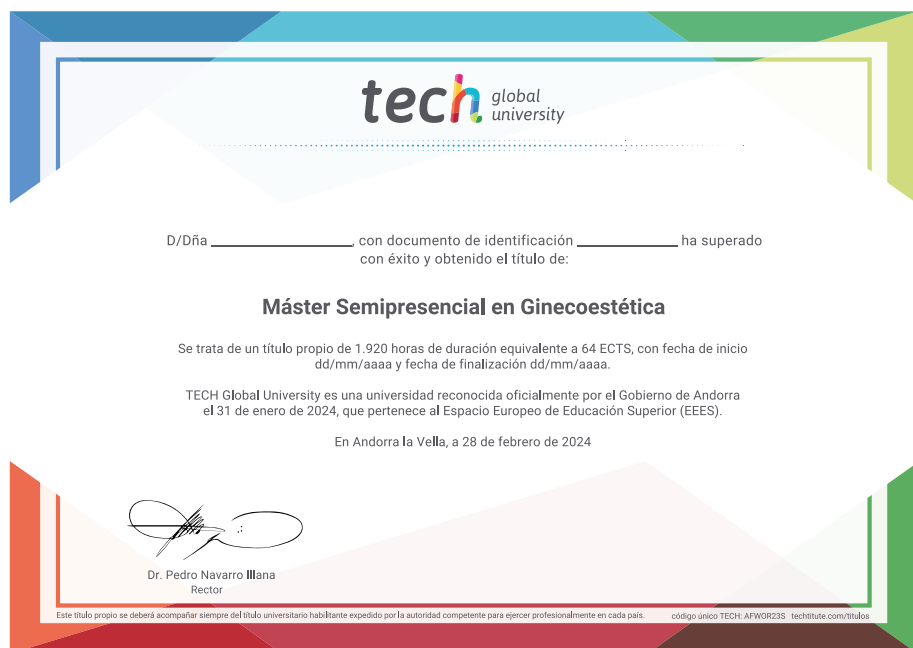 tech global university
D/Dña ________________, con documento de identificación ____________ ha superado
con éxito y obtenido el título de:
Máster Semipresencial en Ginecoestética
Se trata de un título propio de 1.920 horas de duración equivalente a 64 ECTS, con fecha de inicio
dd/mm/aaaa y fecha de finalización dd/mm/aaaa.
TECH Global University es una universidad reconocida oficialmente por el Gobierno de Andorra
el 31 de enero de 2024, que pertenece al Espacio Europeo de Educación Superior (EEES).
En Andorra la Vella, a 28 de febrero de 2024
Dr. Pedro Navarro Illana
Rector
Este título propio se deberá acompañar siempre del título universitario habilitante expedido por la autoridad competente para ejercer profesionalmente en cada país. código único TECH: AFWOR23S techtitute.com/titulos